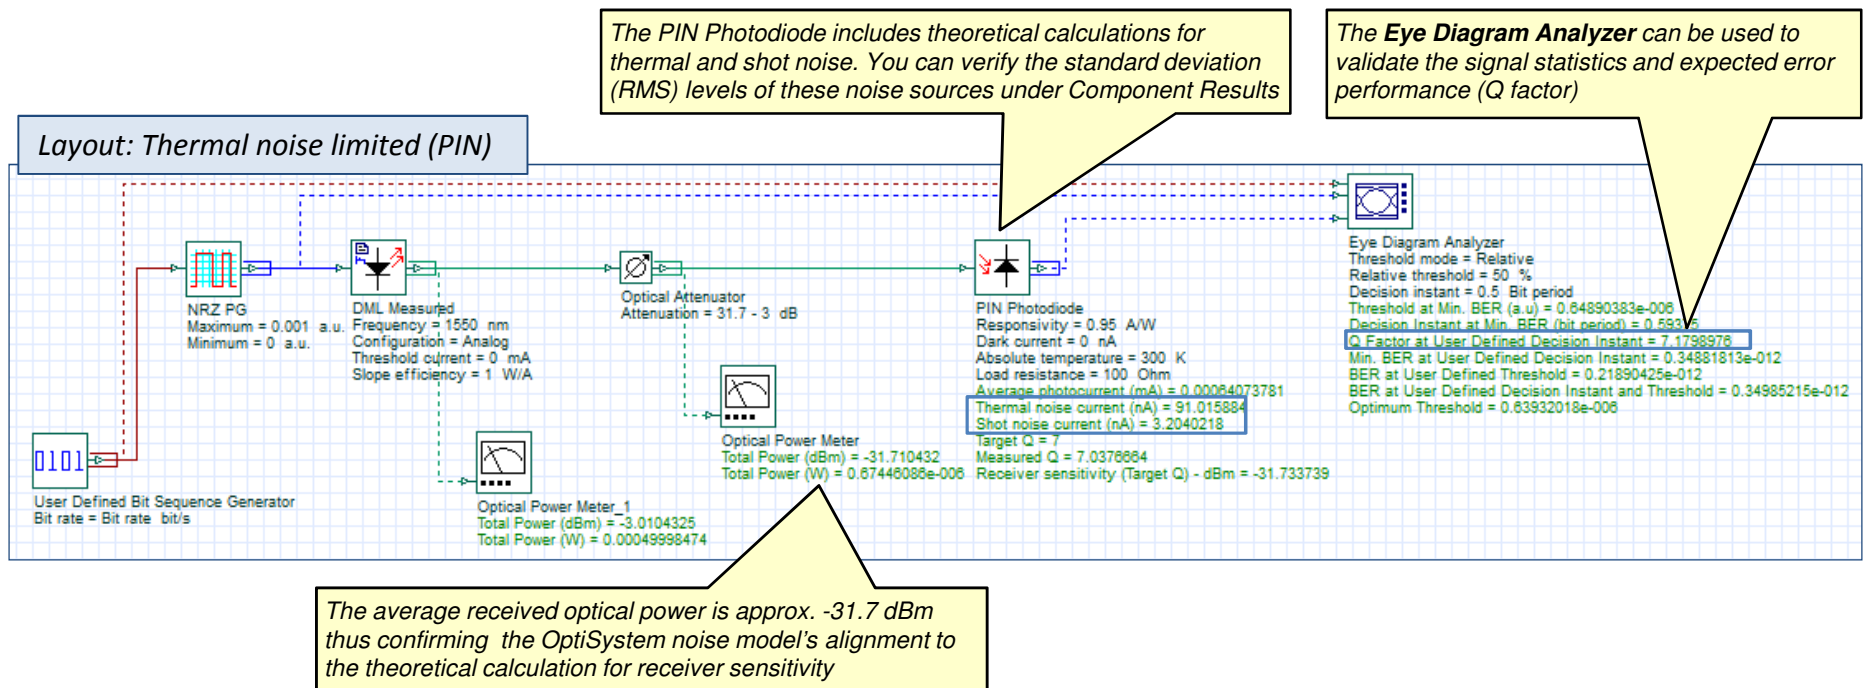 The PIN Photodiode includes theoretical calculations for
thermal and shot noise. You can verify the standard deviation
(RMS) levels of these noise sources under Component Results
The Eye Diagram Analyzer can be used to
validate the signal statistics and expected error
performance (Q factor)
Layout: Thermal noise limited (PIN)
NRZ PG
Maximum = 0.001 a.u.
Minimum = 0 a.u.
DML Measured
Frequency = 1550 nm
Configuration = Analog
Threshold current = 0 mA
Slope efficiency = 1 W/A
Optical Attenuator
Attenuation = 31.7 - 3 dB
PIN Photodiode
Responsivity = 0.95 A/W
Dark current = 0 nA
Absolute temperature = 300 K
Load resistance = 100 Ohm
Average photocurrent (mA) = 0.00064073781
Thermal noise current (nA) = 91.015884
Shot noise current (nA) = 3.2040218
Target Q = 7
Measured Q = 7.0376664
Receiver sensitivity (Target Q) - dBm = -31.733739
Eye Diagram Analyzer
Threshold mode = Relative
Relative threshold = 50 %
Decision instant = 0.5 Bit period
Threshold at Min. BER (a.u) = 0.64890383e-006
Decision Instant at Min. BER (bit period) =
Q Factor at User Defined Decision Instant = 7.1798976
Min. BER at User Defined Decision Instant = 0.34881813e-012
BER at User Defined Threshold = 0.21890425e-012
BER at User Defined Decision Instant and Threshold = 0.34985215e-012
Optimum Threshold = 0.63932018e-006
Optical Power Meter
Total Power (dBm) = -31.710432
Total Power (W) = 0.67446086e-006
0101
User Defined Bit Sequence Generator
Bit rate = Bit rate bit/s
Optical Power Meter_1
Total Power (dBm) = -3.0104325
Total Power (W) = 0.00049998474
The average received optical power is approx. -31.7 dBm
thus confirming the OptiSystem noise model's alignment to
the theoretical calculation for receiver sensitivity